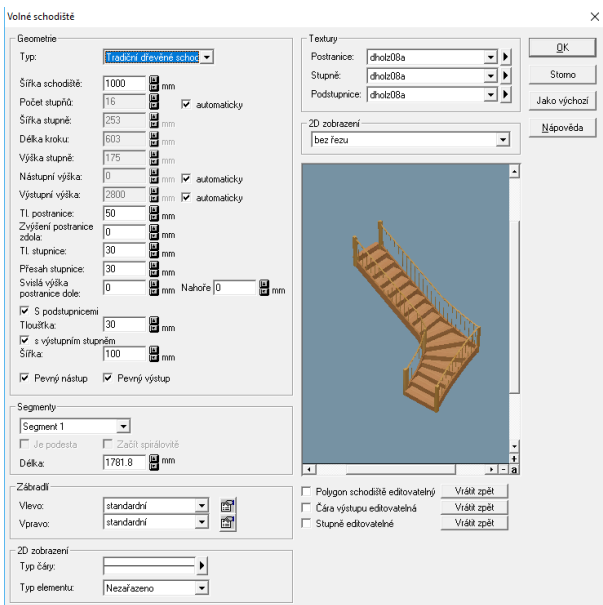 Volné schodiště
Geometrie
Typ: Tradiční dřevěné schoc
Šířka schodiště: 1000 mm
Počet stupňů: 16 automaticky
Šířka stupně: 253 mm
Délka kroku: 603 mm
Výška stupně: 175 mm
Nástupní výška: 0 mm automaticky
Výstupní výška: 2800 mm automaticky
Tl. postranice: 50 mm
Zvýšení postranice
zdola: 0 mm
Tl. stupnice: 30 mm
Přesah stupnice: 30 mm
Svislá výška
postranice dole: 0 mm Nahoře 0 mm
S podstupnicemi
Tloušťka: 30 mm
s výstupním stupněm
Šířka: 100 mm
Pevný nástup Pevný výstup
Segmenty
Segment 1
Je podesta Začít spirálovitě
Délka: 1781.8 mm
Zábradlí
Vlevo: standardní
Vpravo: standardní
2D zobrazení
Typ čáry:
Typ elementu: Nezařazeno
Textury
Postranice: dholz08a
Stupně: dholz08a
Podstupnice: dholz08a
2D zobrazení
bez řezu
a
Polygon schodiště editovatelný Vrátit zpět
Čára výstupu editovatelná Vrátit zpět
Stupně editovatelné Vrátit zpět
OK
Storno
Jako výchozí
Nápověda